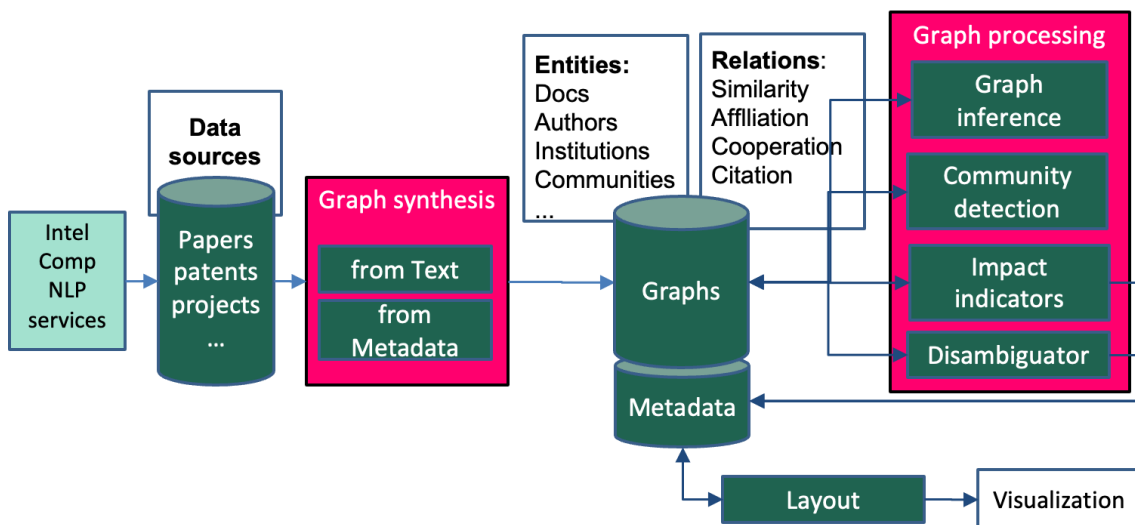 Intel
Comp
NLP
services
Data
sources
Papers
patents
projects
...
Graph synthesis
from Text
from
Metadata
Entities:
Docs
Authors
Institutions
Communities
...
Relations:
Similarity
Afflliation
Cooperation
Citation
Graphs
Metadata
Graph processing
Graph
inference
Community
detection
Impact
indicators
Disambiguator
Layout
Visualization